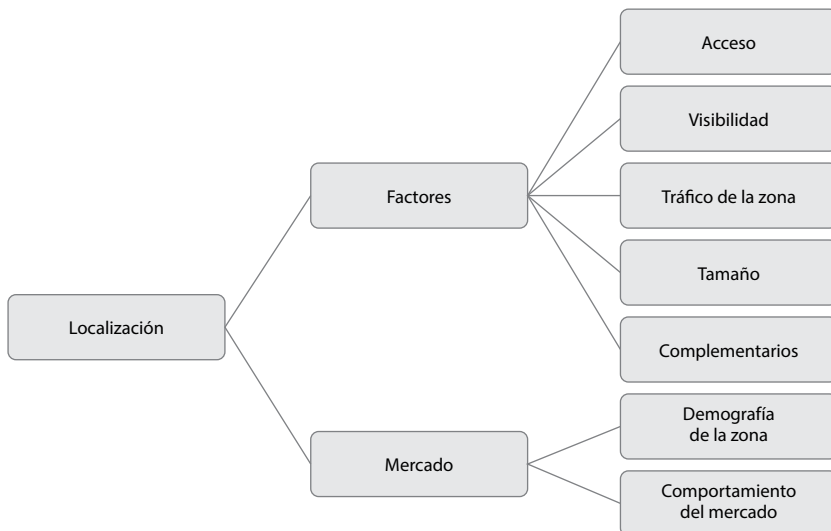 Acceso
Visibilidad
Factores
Tráfico de la zona
Tamaño
Localización
Complementarios
Demografía
de la zona
Mercado
Comportamiento
del mercado